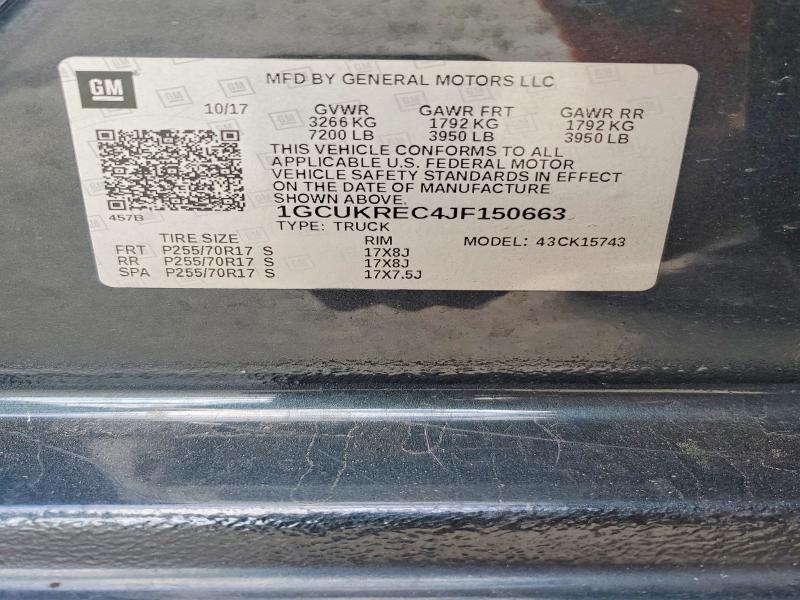 GM
MFD BY GENERAL MOTORS LLC
10/17 GVWR GAWR FRT GAWR RR
3266 KG 1792 KG 1792 KG
7200 LB 3950 LB 3950 LB
THIS VEHICLE CONFORMS TO ALL
APPLICABLE U.S. FEDERAL MOTOR
VEHICLE SAFETY STANDARDS IN EFFECT
ON THE DATE OF MANUFACTURE
SHOWN ABOVE.
457B
1GCUKREC4JF150663
TYPE: TRUCK
TIRE SIZE RIM MODEL: 43CK15743
FRT P255/70R17 S 17X8J
RR P255/70R17 S 17X8J
SPA P255/70R17 S 17X7.5J